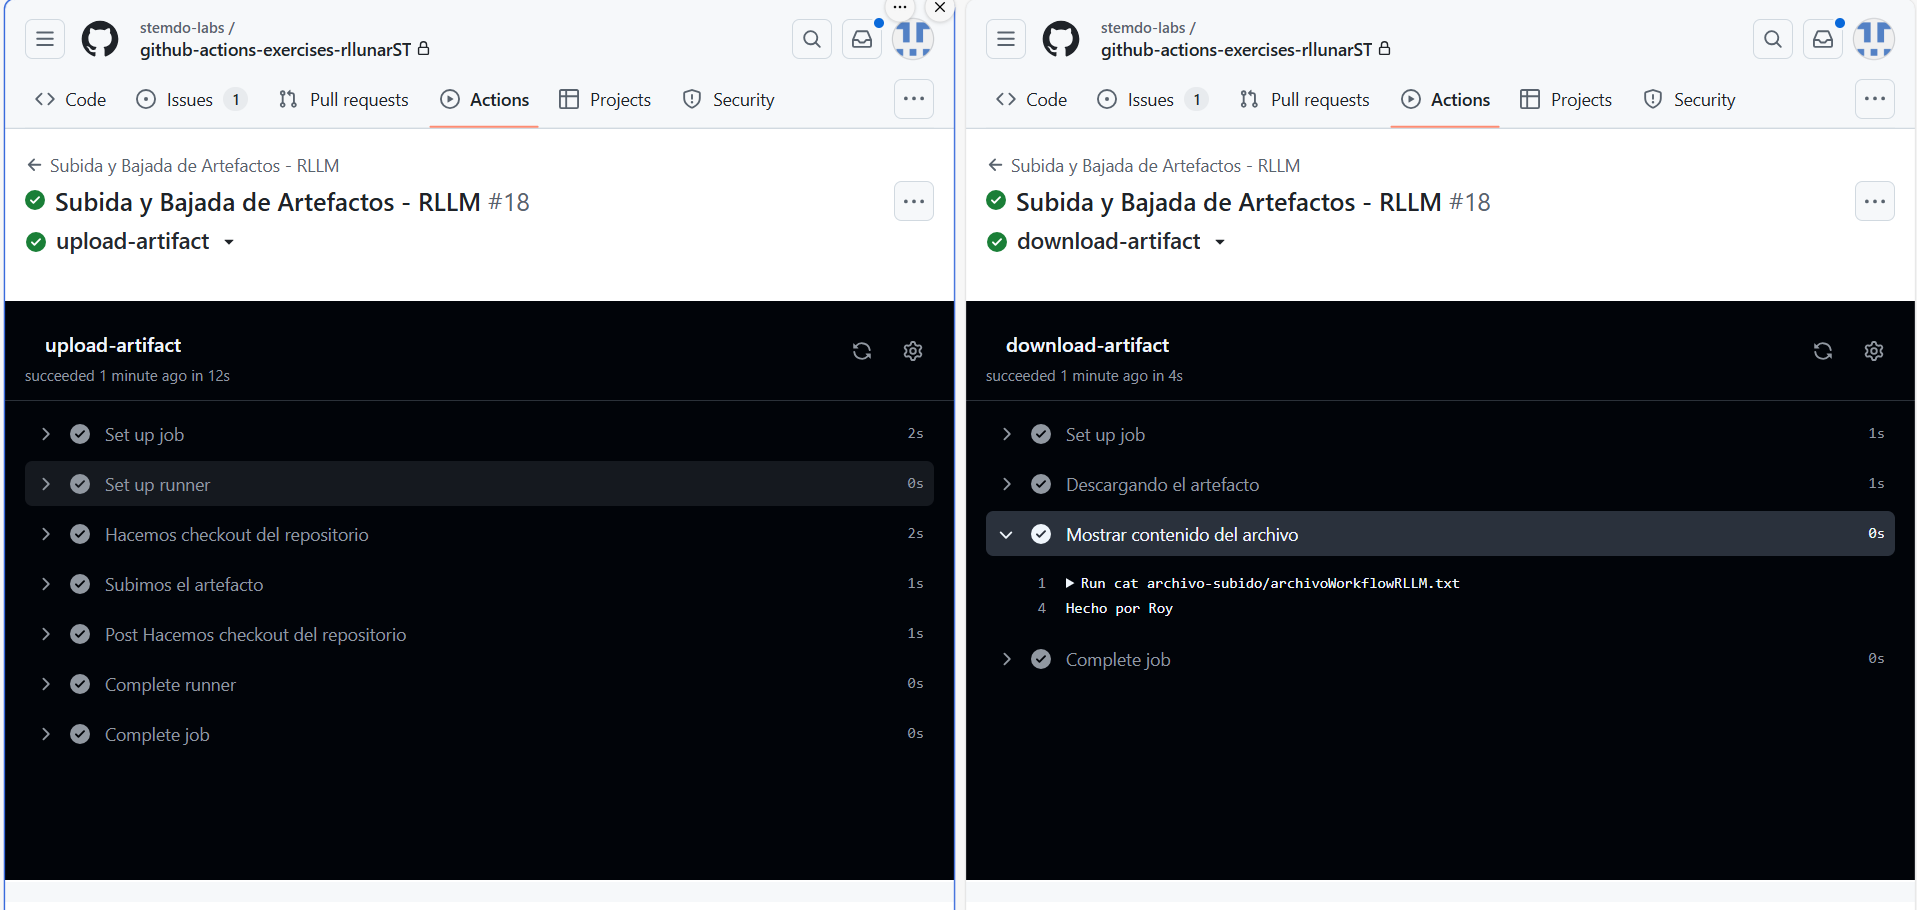 stemdo-labs /
github-actions-exercises-rllunarST
Code Issues 1 Pull requests Actions Projects Security
Subida y Bajada de Artefactos - RLLM
Subida y Bajada de Artefactos - RLLM #18
upload-artifact
upload-artifact
succeeded 1 minute ago in 12s
Set up job 2s
Set up runner 0s
Hacemos checkout del repositorio 2s
Subimos el artefacto 1s
Post Hacemos checkout del repositorio 1s
Complete runner 0s
Complete job 0s
stemdo-labs /
github-actions-exercises-rllunarST
Code Issues 1 Pull requests Actions Projects Security
Subida y Bajada de Artefactos - RLLM
Subida y Bajada de Artefactos - RLLM #18
download-artifact
download-artifact
succeeded 1 minute ago in 4s
Set up job 1s
Descargando el artefacto 1s
Mostrar contenido del archivo 0s
1 Run cat archivo-subido/archivoWorkflowRLLM.txt
4 Hecho por Roy
Complete job 0s